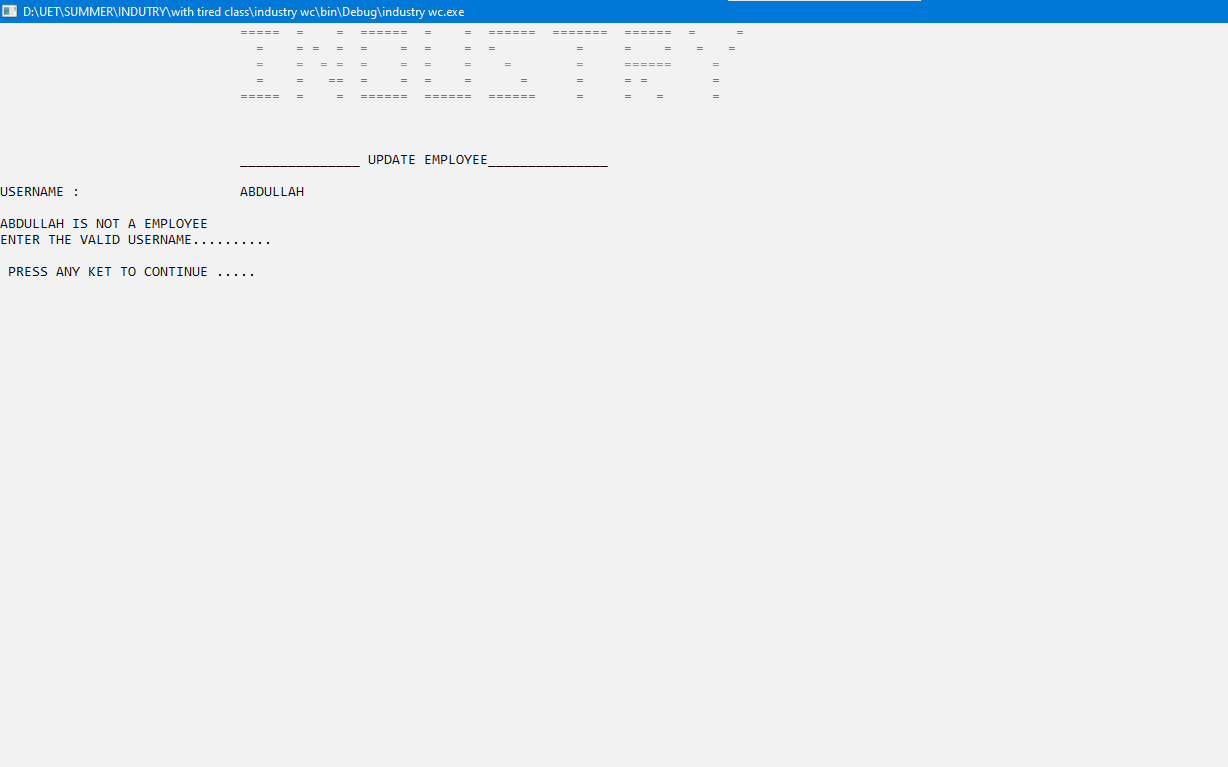 D:\UET\SUMMER\INDUTRY\with tired class\industry wc\bin\Debug\industry wc.exe
INDUSTRY
_______________ UPDATE EMPLOYEE_______________
USERNAME : ABDULLAH
ABDULLAH IS NOT A EMPLOYEE
ENTER THE VALID USERNAME..........
PRESS ANY KET TO CONTINUE .....